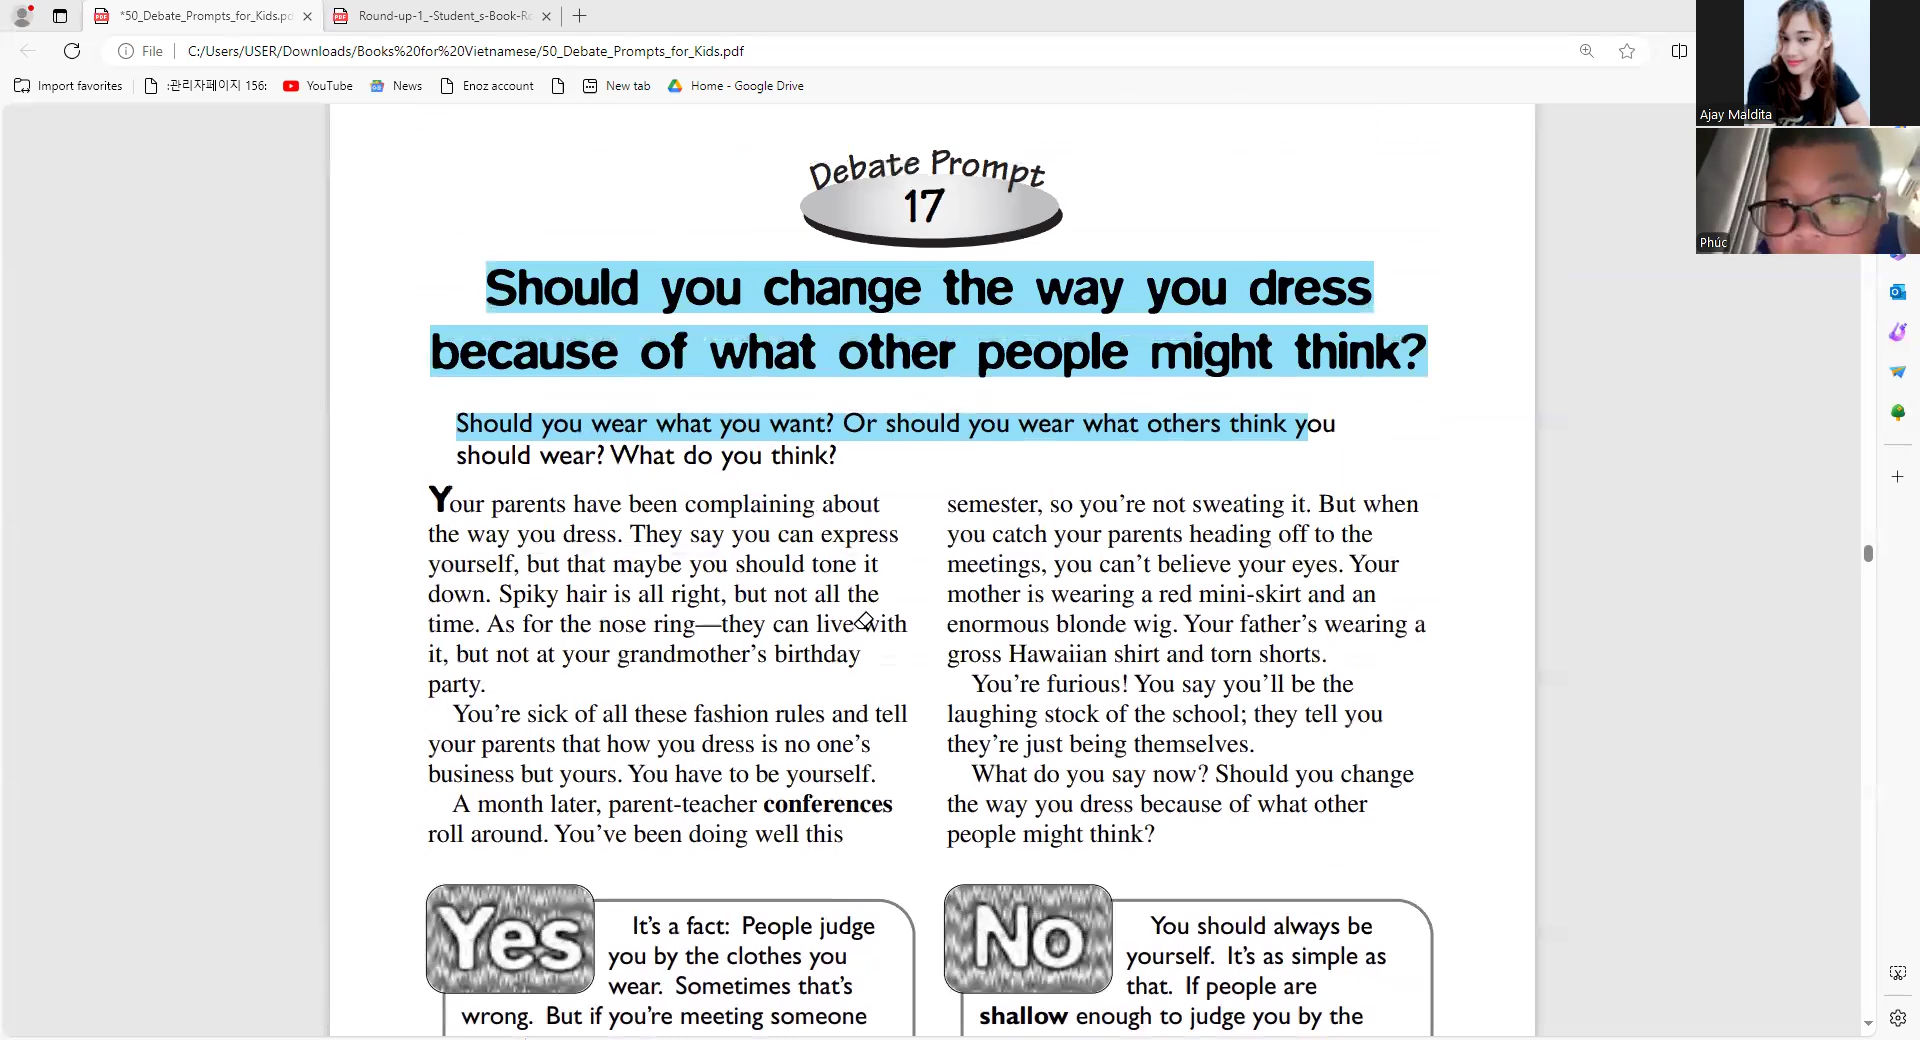 *50_Debate_Prompts_for_Kids.pd
Round-up-1_-Student_s-Book-Ro
File
C:/Users/USER/Downloads/Books%20for%20Vietnamese/50_Debate_Prompts_for_Kids.pdf
Import favorites
:관리자페이지 156:
YouTube
News
Enoz account
New tab
Home - Google Drive
Ajay Maldita
Phúc
Debate Prompt
17
Should you change the way you dress
because of what other people might think?
Should you wear what you want? Or should you wear what others think you
should wear? What do you think?
Your parents have been complaining about
the way you dress. They say you can express
yourself, but that maybe you should tone it
down. Spiky hair is all right, but not all the
time. As for the nose ring—they can live with
it, but not at your grandmother's birthday
party.
You're sick of all these fashion rules and tell
your parents that how you dress is no one's
business but yours. You have to be yourself.
A month later, parent-teacher conferences
roll around. You've been doing well this
semester, so you're not sweating it. But when
you catch your parents heading off to the
meetings, you can't believe your eyes. Your
mother is wearing a red mini-skirt and an
enormous blonde wig. Your father's wearing a
gross Hawaiian shirt and torn shorts.
You're furious! You say you'll be the
laughing stock of the school; they tell you
they're just being themselves.
What do you say now? Should you change
the way you dress because of what other
people might think?
Yes
It's a fact: People judge
you by the clothes you
wear. Sometimes that's
wrong. But if you're meeting someone
No
You should always be
yourself. It's as simple as
that. If people are
shallow enough to judge you by the